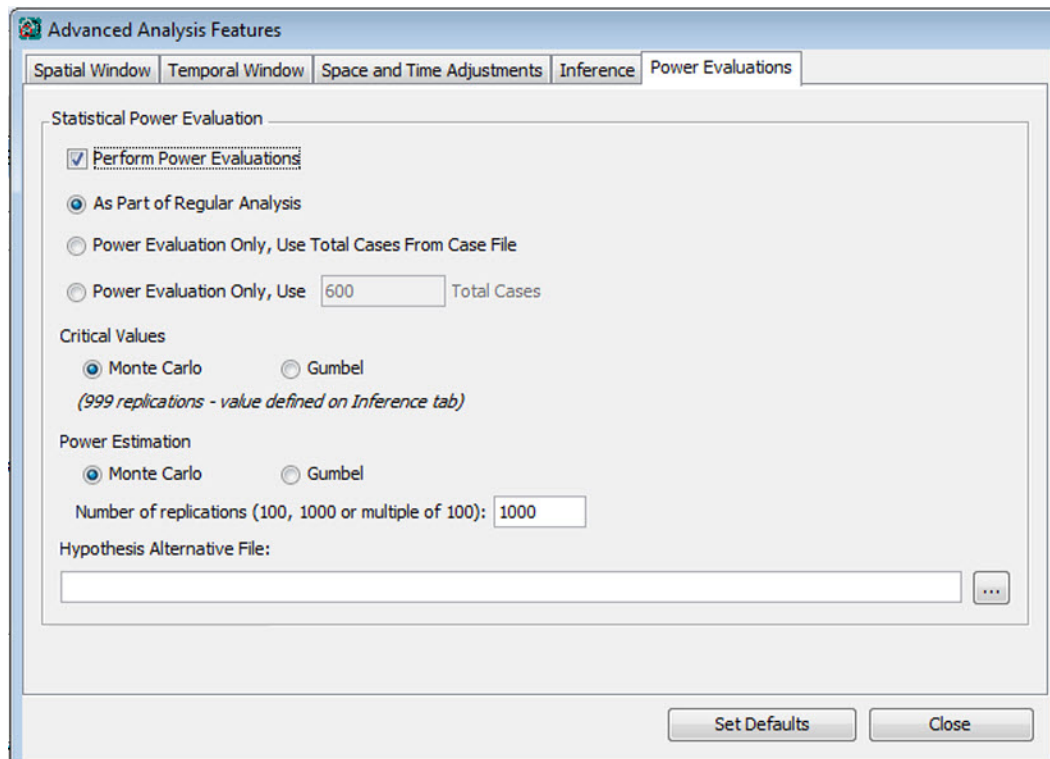 Advanced Analysis Features
Spatial Window Temporal Window Space and Time Adjustments Inference Power Evaluations
Statistical Power Evaluation
Perform Power Evaluations
As Part of Regular Analysis
Power Evaluation Only, Use Total Cases From Case File
Power Evaluation Only, Use 600 Total Cases
Critical Values
Monte Carlo Gumbel
(999 replications - value defined on Inference tab)
Power Estimation
Monte Carlo Gumbel
Number of replications (100, 1000 or multiple of 100): 1000
Hypothesis Alternative File:
...
Set Defaults Close